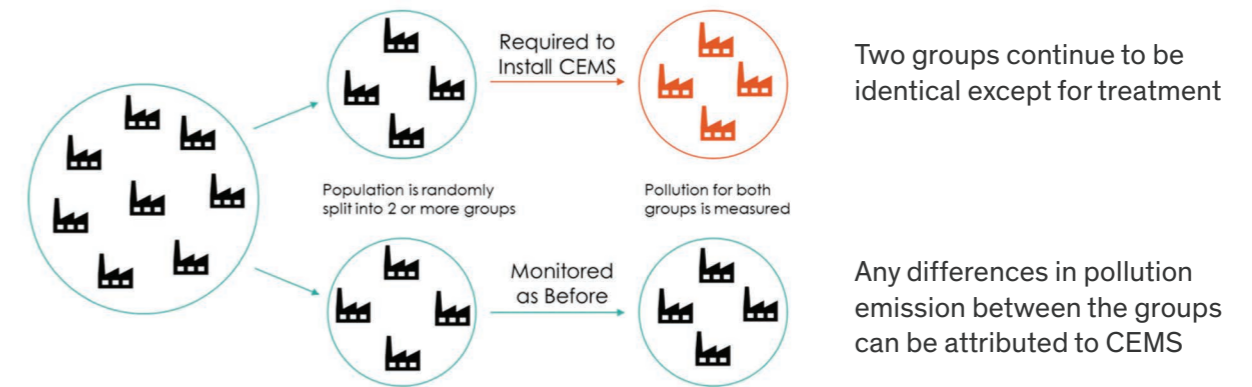 Required to
Install CEMS
Two groups continue to be
identical except for treatment
Population is randomly
split into 2 or more groups
Pollution for both
groups is measured
Monitored
as Before
Any differences in pollution
emission between the groups
can be attributed to CEMS